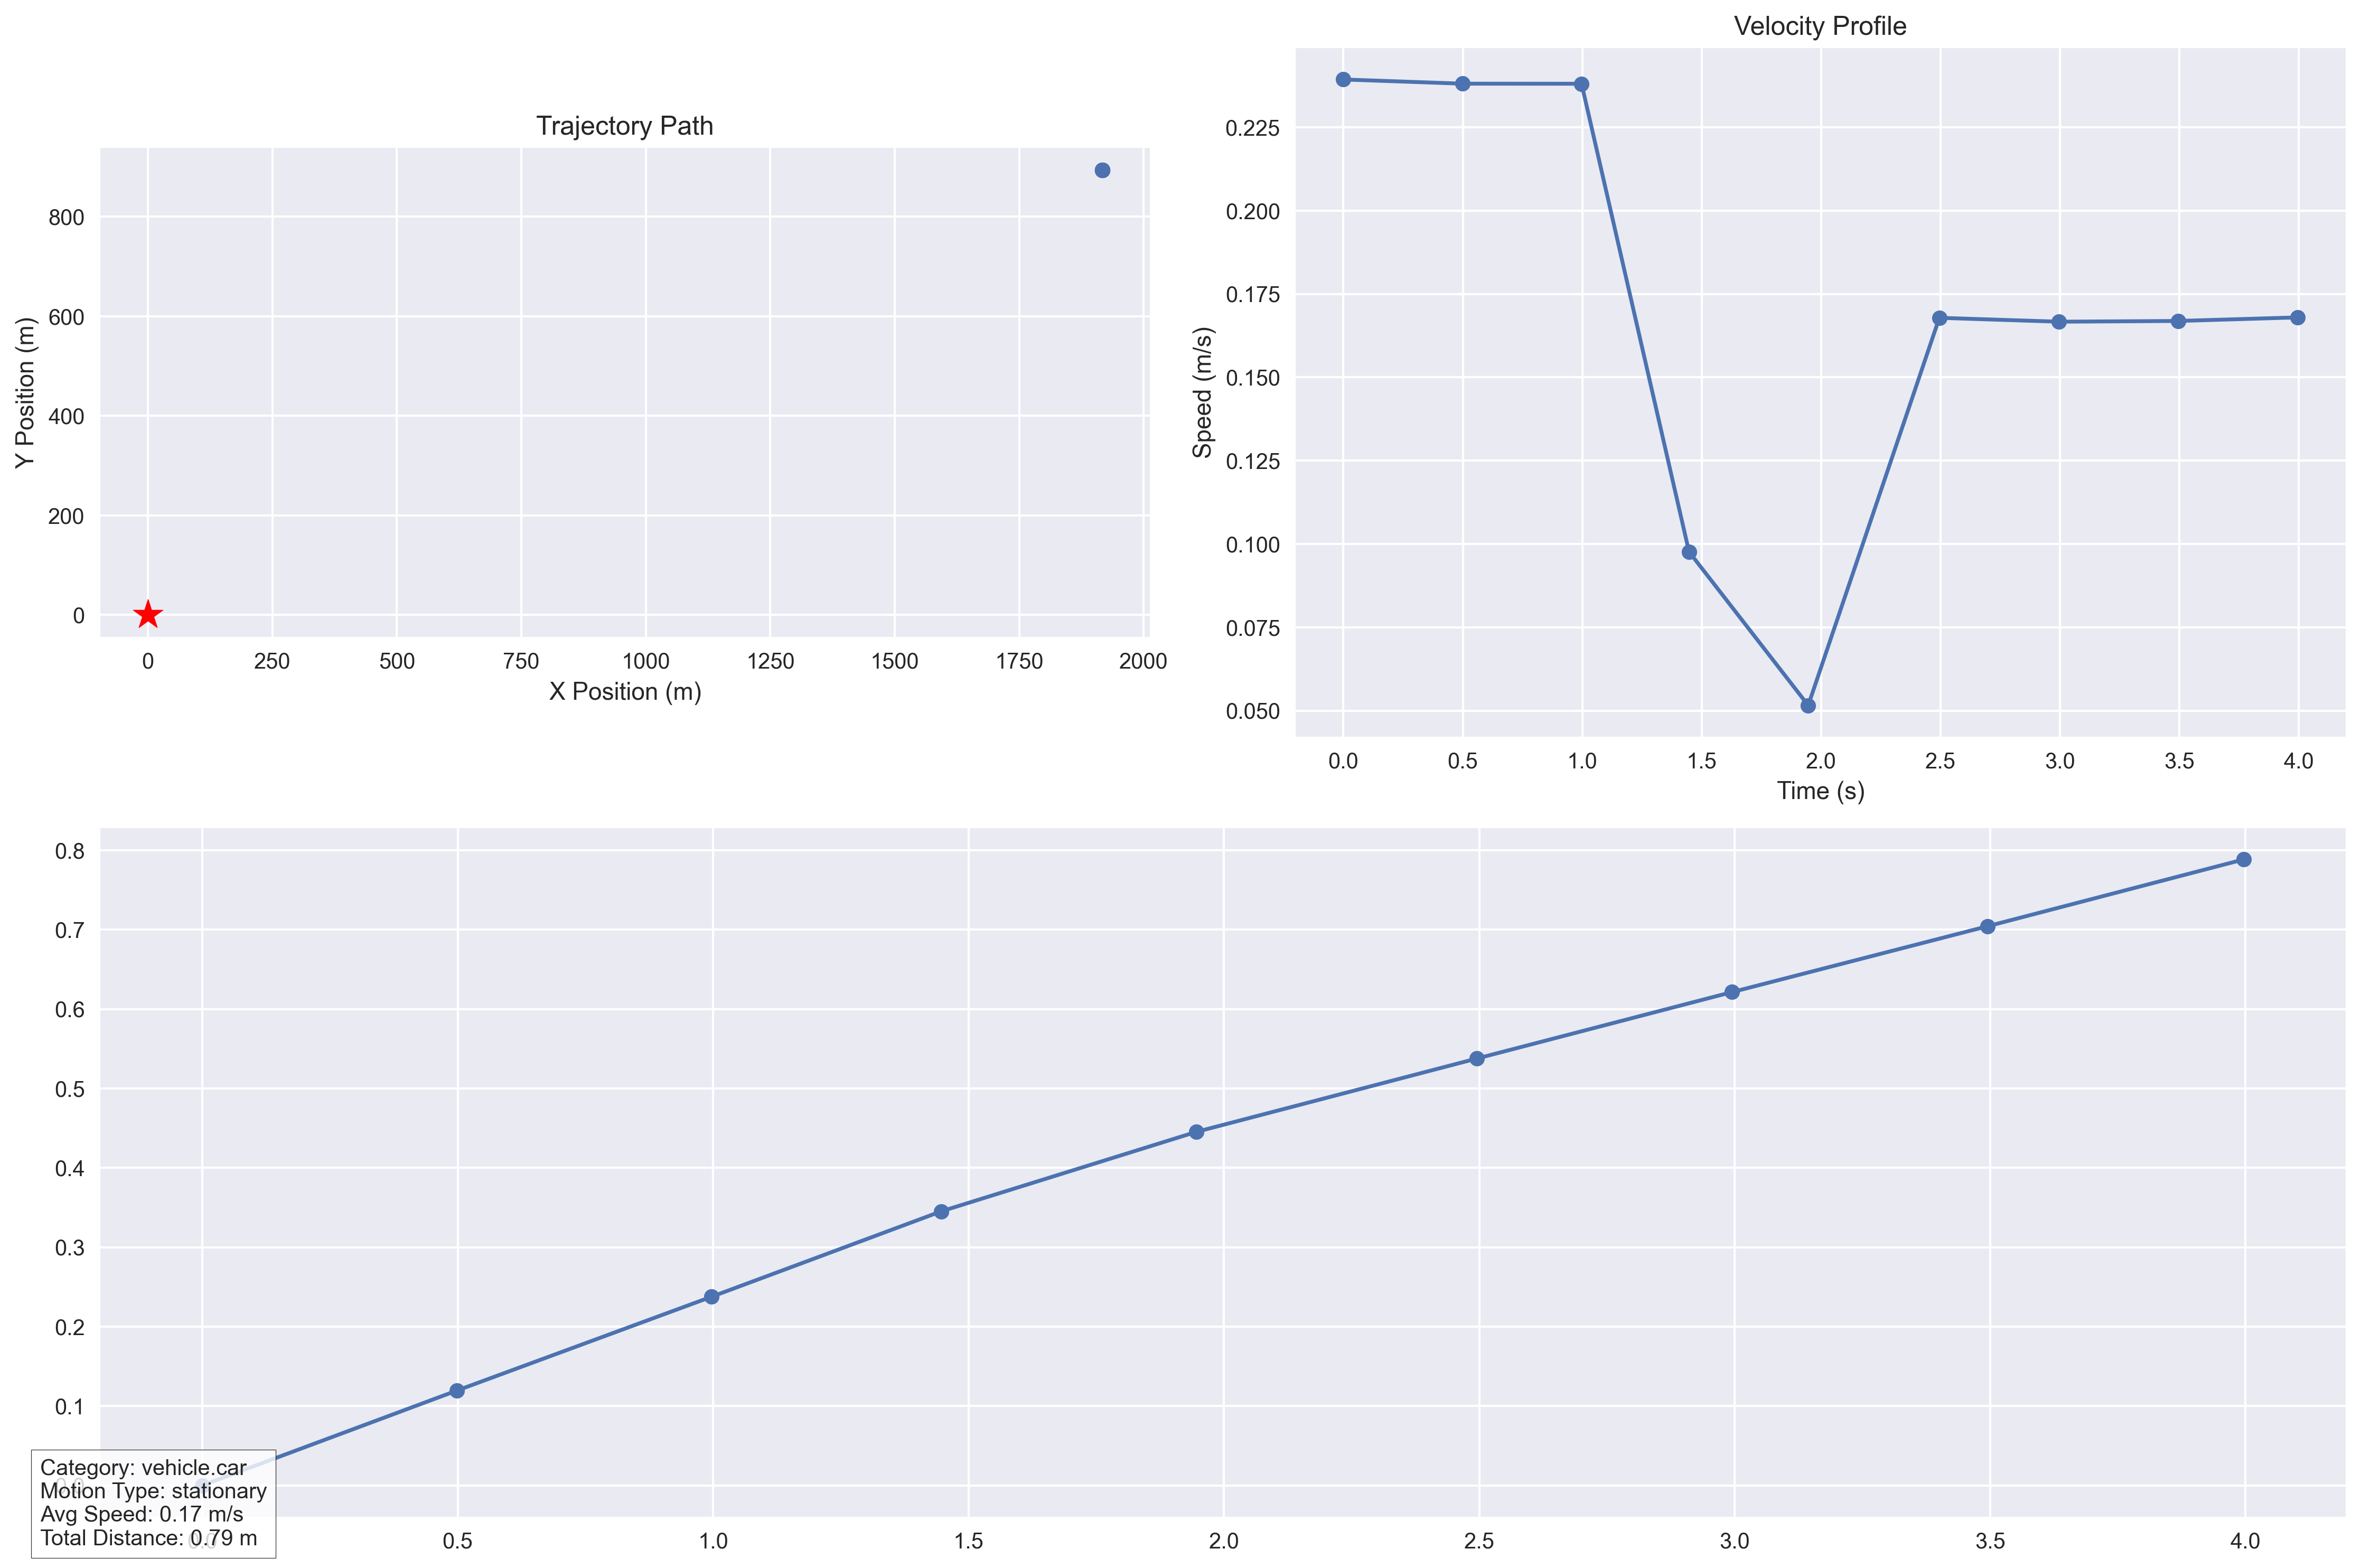 Trajectory Path
Y Position (m)
800
600
400
200
0
0 250 500 750 1000 1250 1500 1750 2000
X Position (m)
Velocity Profile
Speed (m/s)
0.225
0.200
0.175
0.150
0.125
0.100
0.075
0.050
0.0 0.5 1.0 1.5 2.0 2.5 3.0 3.5 4.0
Time (s)
0.8
0.7
0.6
0.5
0.4
0.3
0.2
0.1
0.0
Category: vehicle.car
Motion Type: stationary
Avg Speed: 0.17 m/s
Total Distance: 0.79 m
0.0 0.5 1.0 1.5 2.0 2.5 3.0 3.5 4.0